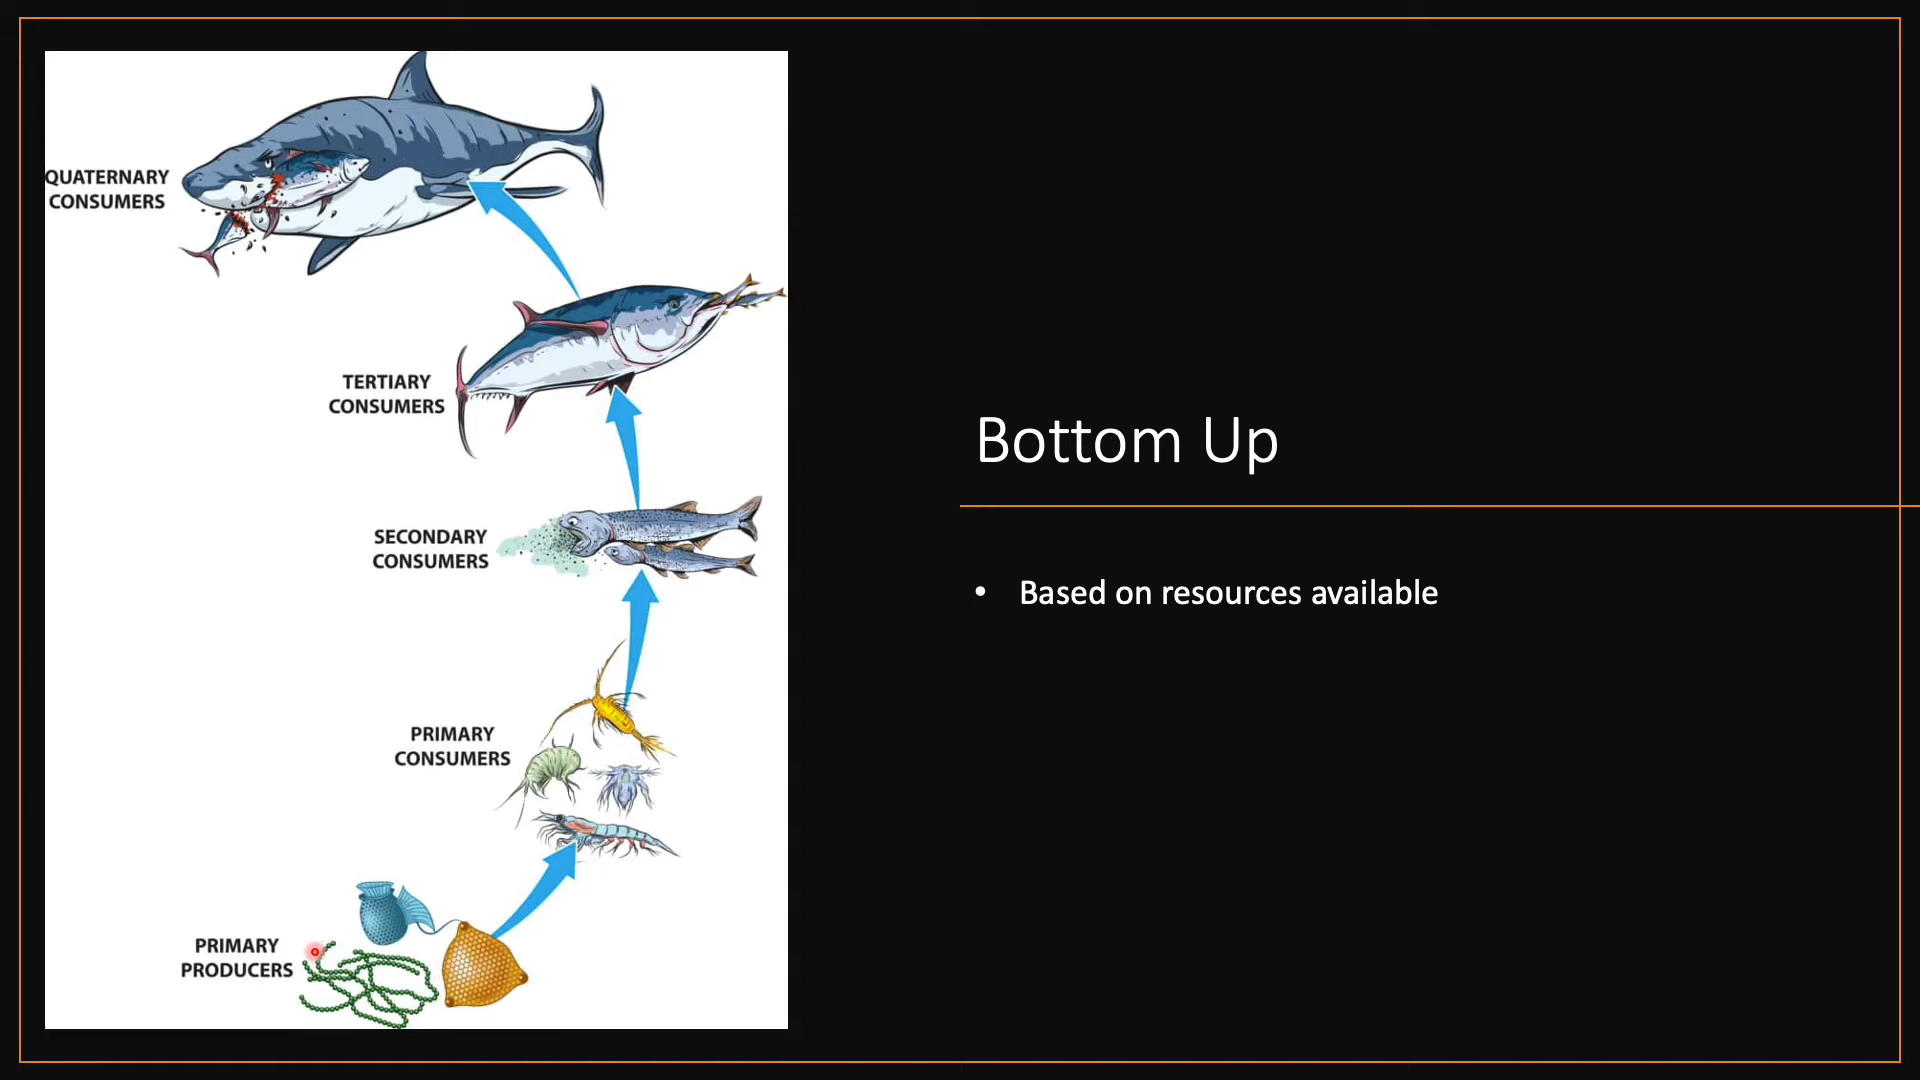 QUATERNARY
CONSUMERS
TERTIARY
CONSUMERS
SECONDARY
CONSUMERS
PRIMARY
CONSUMERS
PRIMARY
PRODUCERS
Bottom Up
• Based on resources available